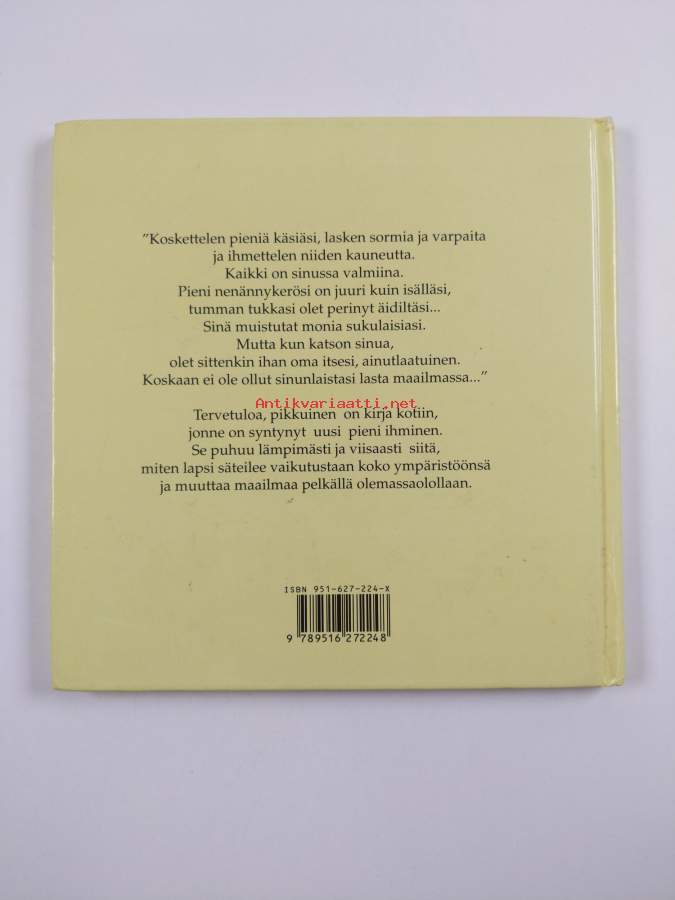 ”Koskettelen pieniä käsiäsi, lasken sormia ja varpaita
ja ihmettelen niiden kauneutta.
Kaikki on sinussa valmiina.
Pieni nenännykerösi on juuri kuin isälläsi,
tumman tukkasi olet perinyt äidiltäsi...
Sinä muistutat monia sukulaisiasi.
Mutta kun katson sinua,
olet sittenkin ihan oma itsesi, ainutlaatuinen.
Koskaan ei ole ollut sinunlaistasi lasta maailmassa...”
Antikvariaatti.net
Tervetuloa, pikkuinen on kirja kotiin,
jonne on syntynyt uusi pieni ihminen.
Se puhuu lämpimästi ja viisaasti siitä,
miten lapsi säteilee vaikutustaan koko ympäristöönsä
ja muuttaa maailmaa pelkällä olemassaolollaan.
ISBN 951-627-224-X
9 789516 272248